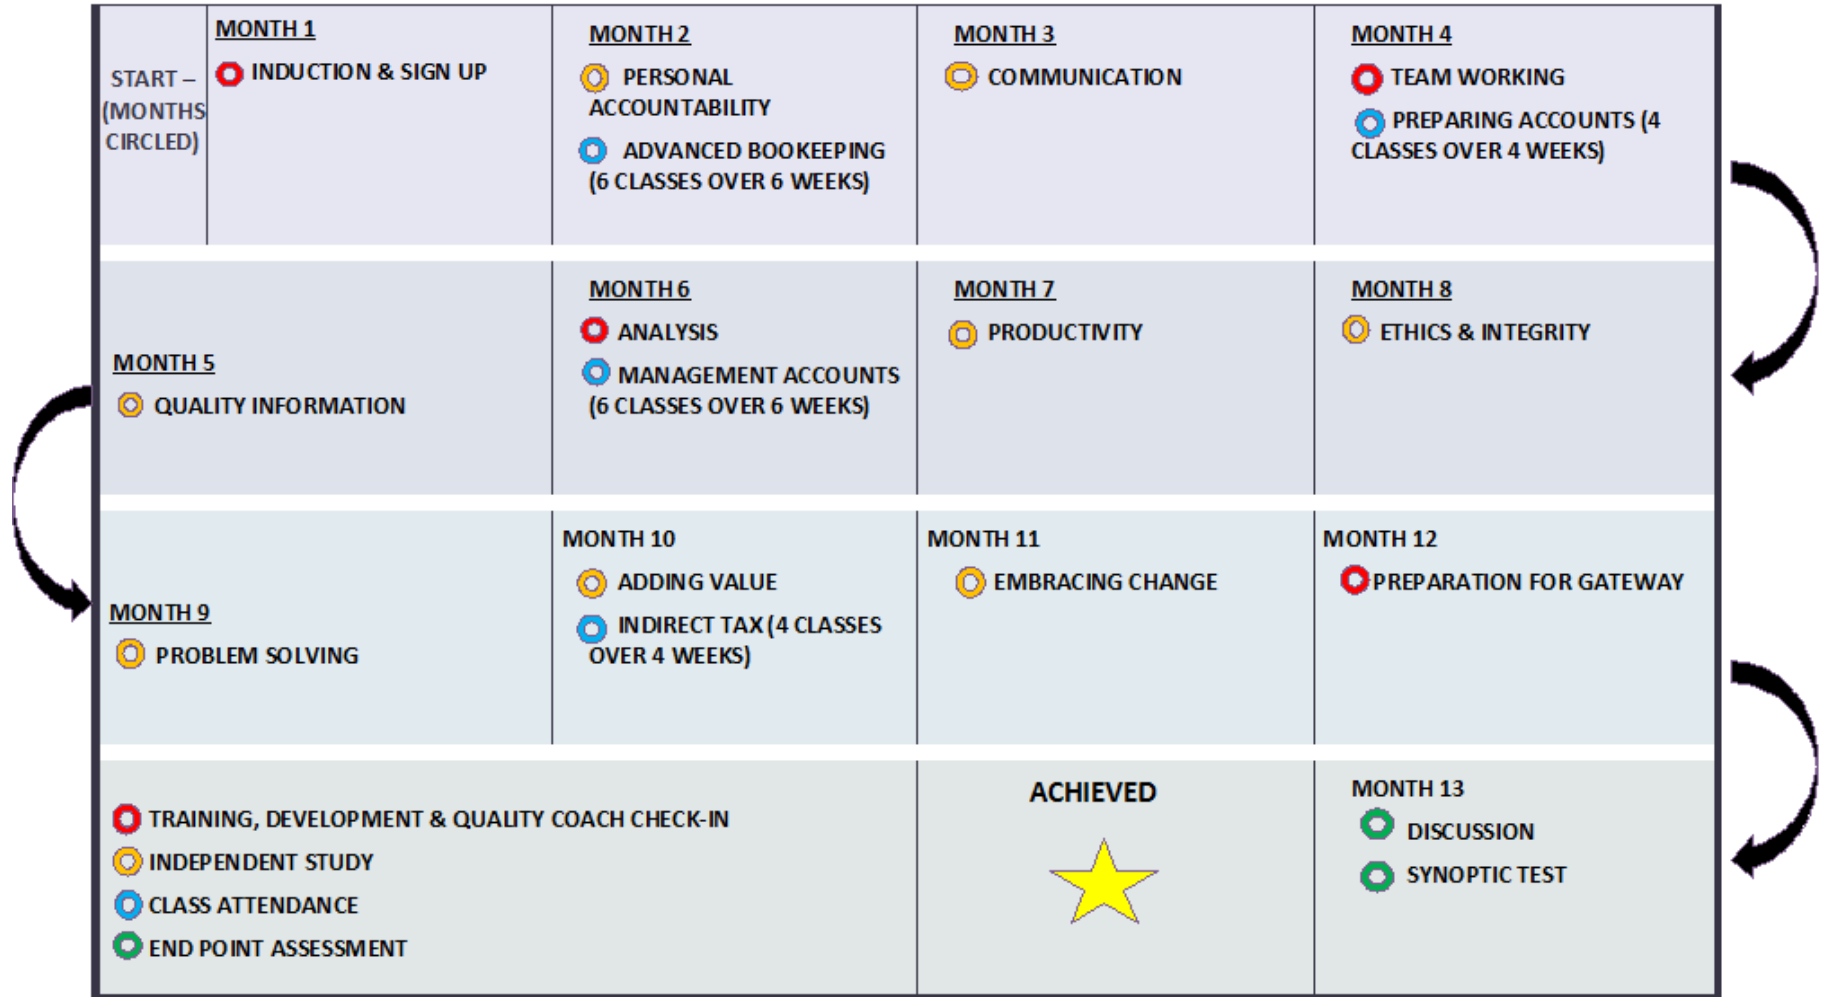 START –
(MONTHS
CIRCLED)
MONTH 1
INDUCTION & SIGN UP
MONTH 2
PERSONAL
ACCOUNTABILITY
ADVANCED BOOKEEPING
(6 CLASSES OVER 6 WEEKS)
MONTH 3
COMMUNICATION
MONTH 4
TEAM WORKING
PREPARING ACCOUNTS (4
CLASSES OVER 4 WEEKS)
MONTH 5
QUALITY INFORMATION
MONTH 6
ANALYSIS
MANAGEMENT ACCOUNTS
(6 CLASSES OVER 6 WEEKS)
MONTH 7
PRODUCTIVITY
MONTH 8
ETHICS & INTEGRITY
MONTH 9
PROBLEM SOLVING
MONTH 10
ADDING VALUE
INDIRECT TAX (4 CLASSES
OVER 4 WEEKS)
MONTH 11
EMBRACING CHANGE
MONTH 12
PREPARATION FOR GATEWAY
TRAINING, DEVELOPMENT & QUALITY COACH CHECK-IN
INDEPENDENT STUDY
CLASS ATTENDANCE
END POINT ASSESSMENT
ACHIEVED
MONTH 13
DISCUSSION
SYNOPTIC TEST